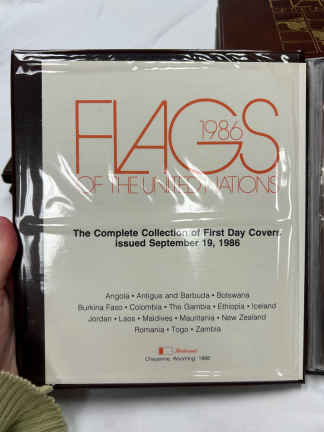 FLAGS
1986
OF THE UNITED NATIONS
The Complete Collection of First Day Covers
issued September 19, 1986
Angola • Antigue and Barbuda • Botswana
Burkina Faso • Colombia • The Gambia • Ethiopia • Iceland
Jordan • Laos • Maldives • Mauritania • New Zealand
Romania • Togo • Zambia
Cheyenne, Wyoming 1986